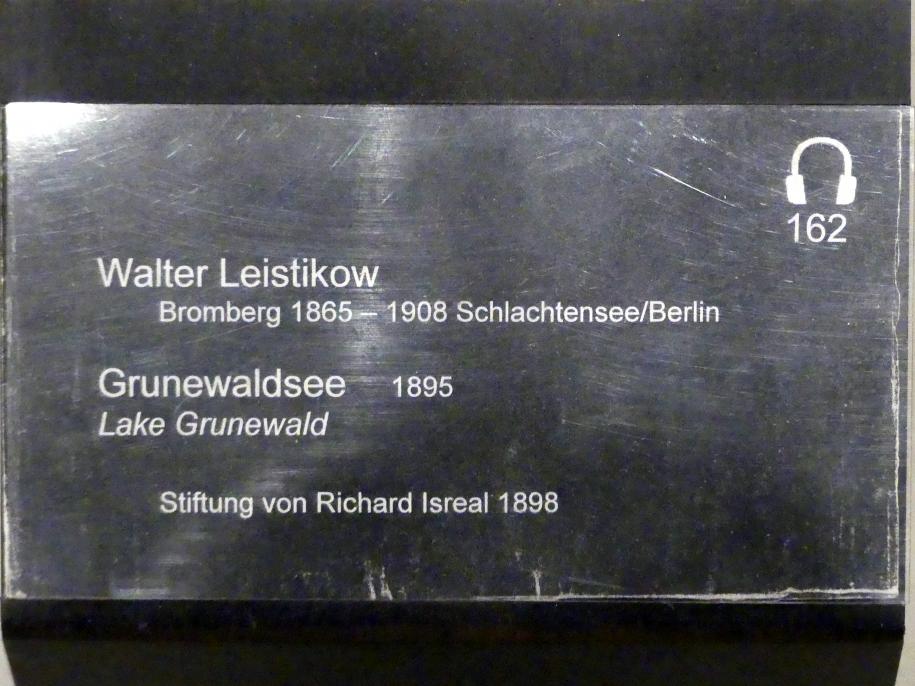 162
Walter Leistikow
Bromberg 1865 – 1908 Schlachtensee/Berlin
Grunewaldsee 1895
Lake Grunewald
Stiftung von Richard Isreal 1898